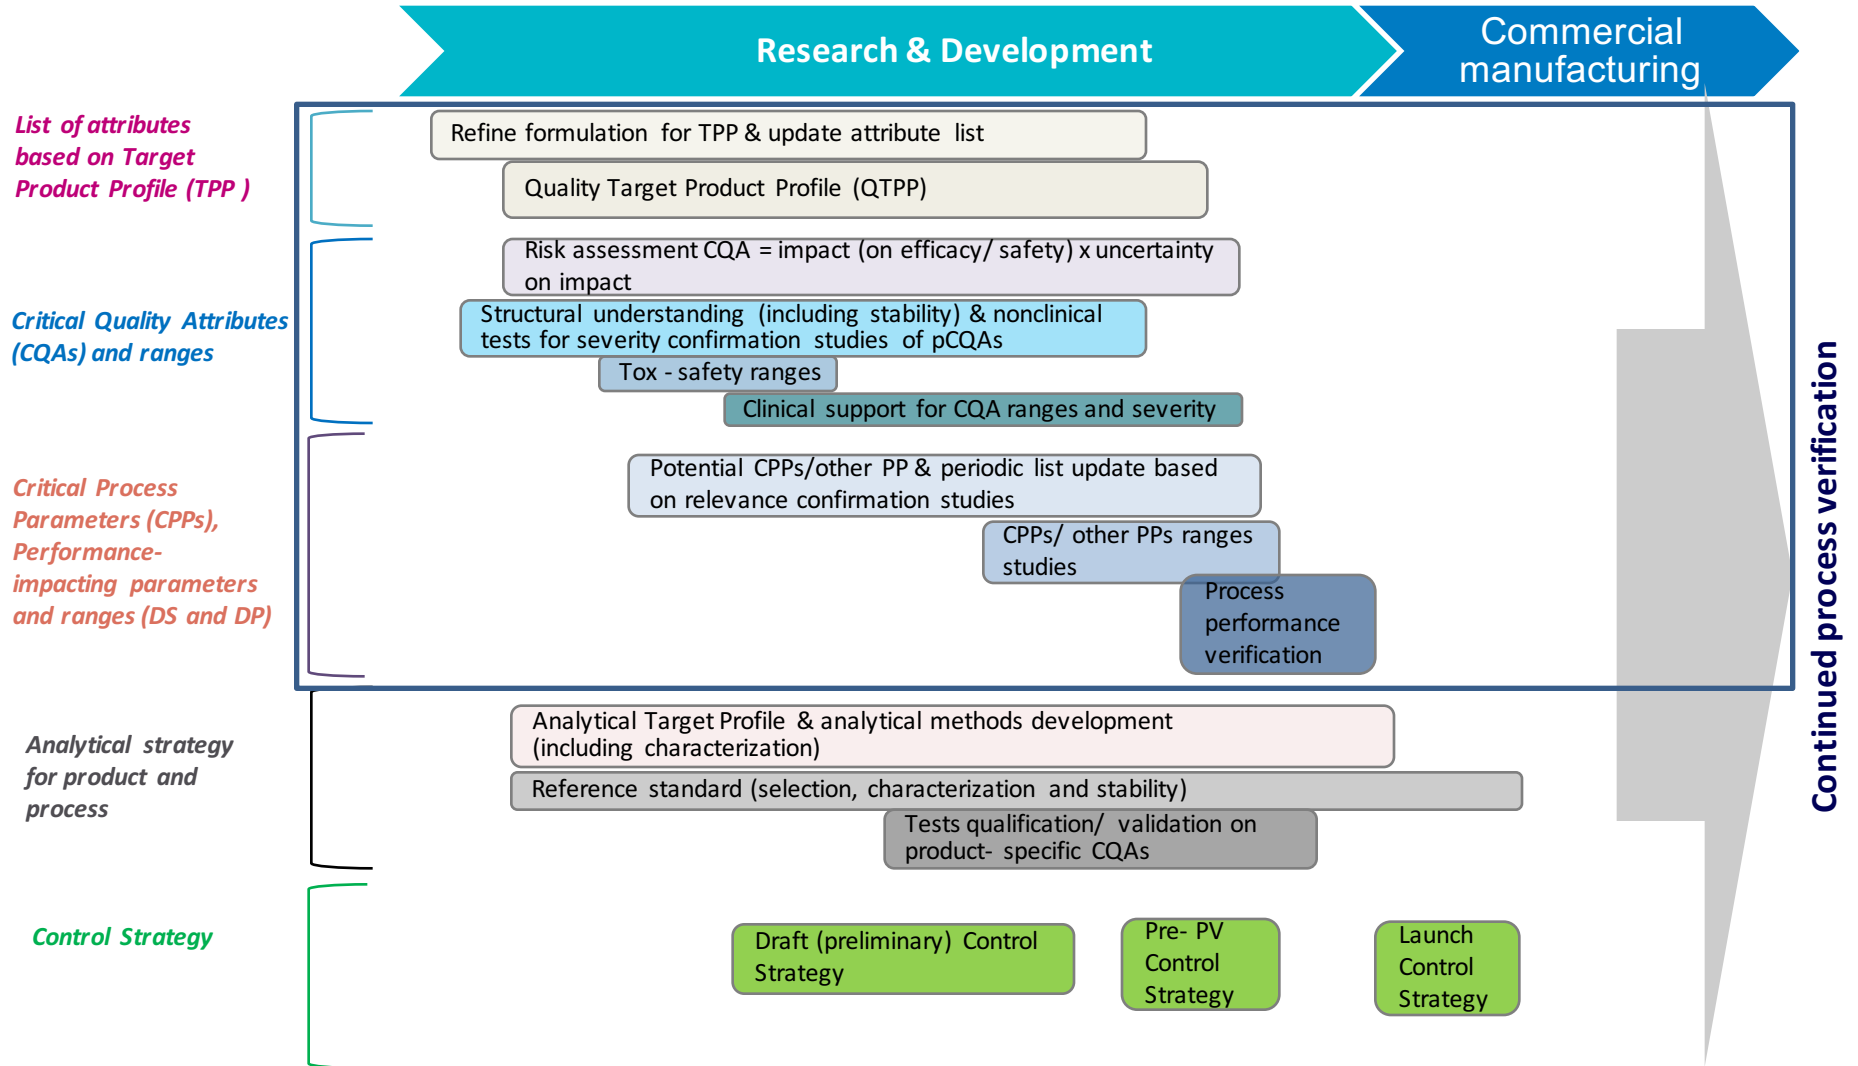 Research & Development
Commercial
manufacturing
List of attributes
based on Target
Product Profile (TPP )
Refine formulation for TPP & update attribute list
Quality Target Product Profile (QTPP)
Critical Quality Attributes
(CQAs) and ranges
Risk assessment CQA = impact (on efficacy/ safety) x uncertainty
on impact
Structural understanding (including stability) & nonclinical
tests for severity confirmation studies of pCQAs
Tox - safety ranges
Clinical support for CQA ranges and severity
Critical Process
Parameters (CPPs),
Performance-
impacting parameters
and ranges (DS and DP)
Potential CPPs/other PP & periodic list update based
on relevance confirmation studies
CPPs/ other PPs ranges
studies
Process
performance
verification
Analytical strategy
for product and
process
Analytical Target Profile & analytical methods development
(including characterization)
Reference standard (selection, characterization and stability)
Tests qualification/ validation on
product- specific CQAs
Control Strategy
Draft (preliminary) Control
Strategy
Pre- PV
Control
Strategy
Launch
Control
Strategy
Continued process verification